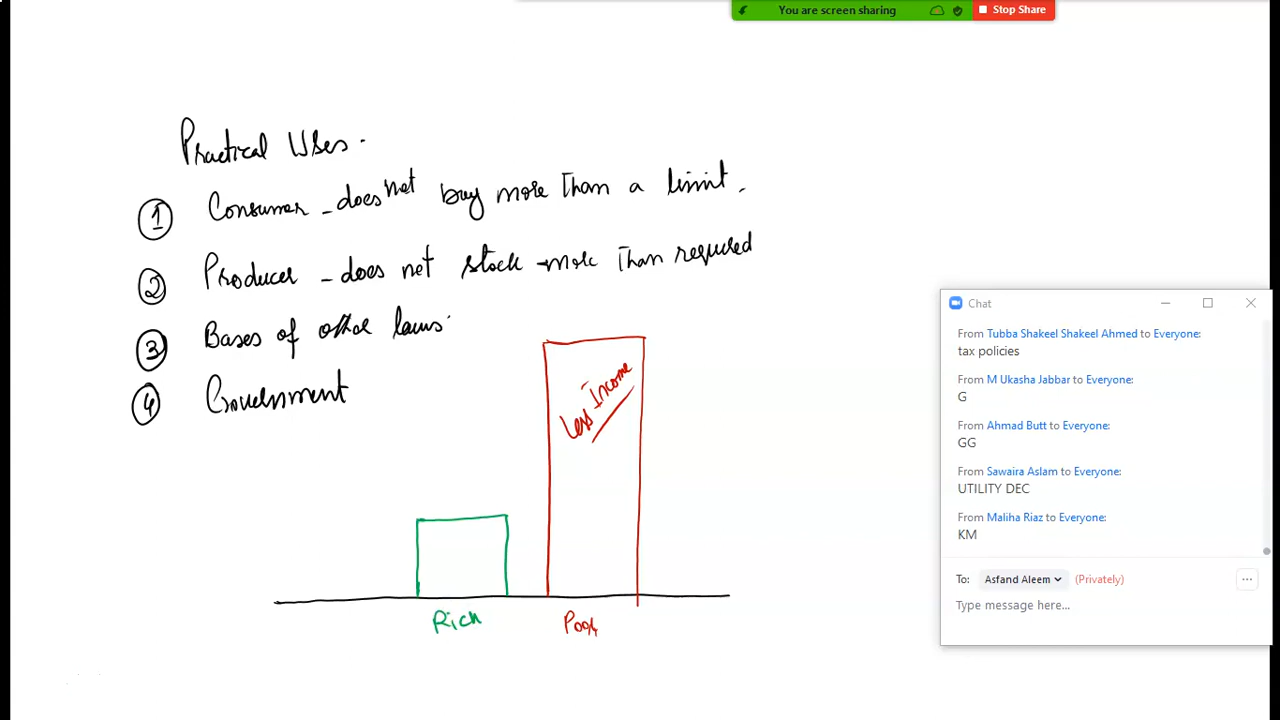 You are screen sharing
Stop Share
Practical Uses.
1 Consumer - does not buy more than a limit.
2 Producer - does not stock more than required
3 Bases of other laws.
4 Government
Less Income
Rich
Poor
Chat
From Tubba Shakeel Shakeel Ahmed to Everyone:
tax policies
From M Ukasha Jabbar to Everyone:
G
From Ahmad Butt to Everyone:
GG
From Sawaira Aslam to Everyone:
UTILITY DEC
From Maliha Riaz to Everyone:
KM
To: Asfand Aleem (Privately)
Type message here...